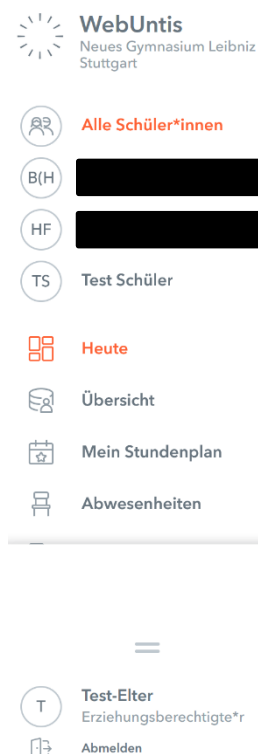 WebUntis
Neues Gymnasium Leibniz
Stuttgart
Alle Schüler*innen
B(H
HF
TS Test Schüler
Heute
Übersicht
Mein Stundenplan
Abwesenheiten
T Test-Elter
Erziehungsberechtigte*r
Abmelden